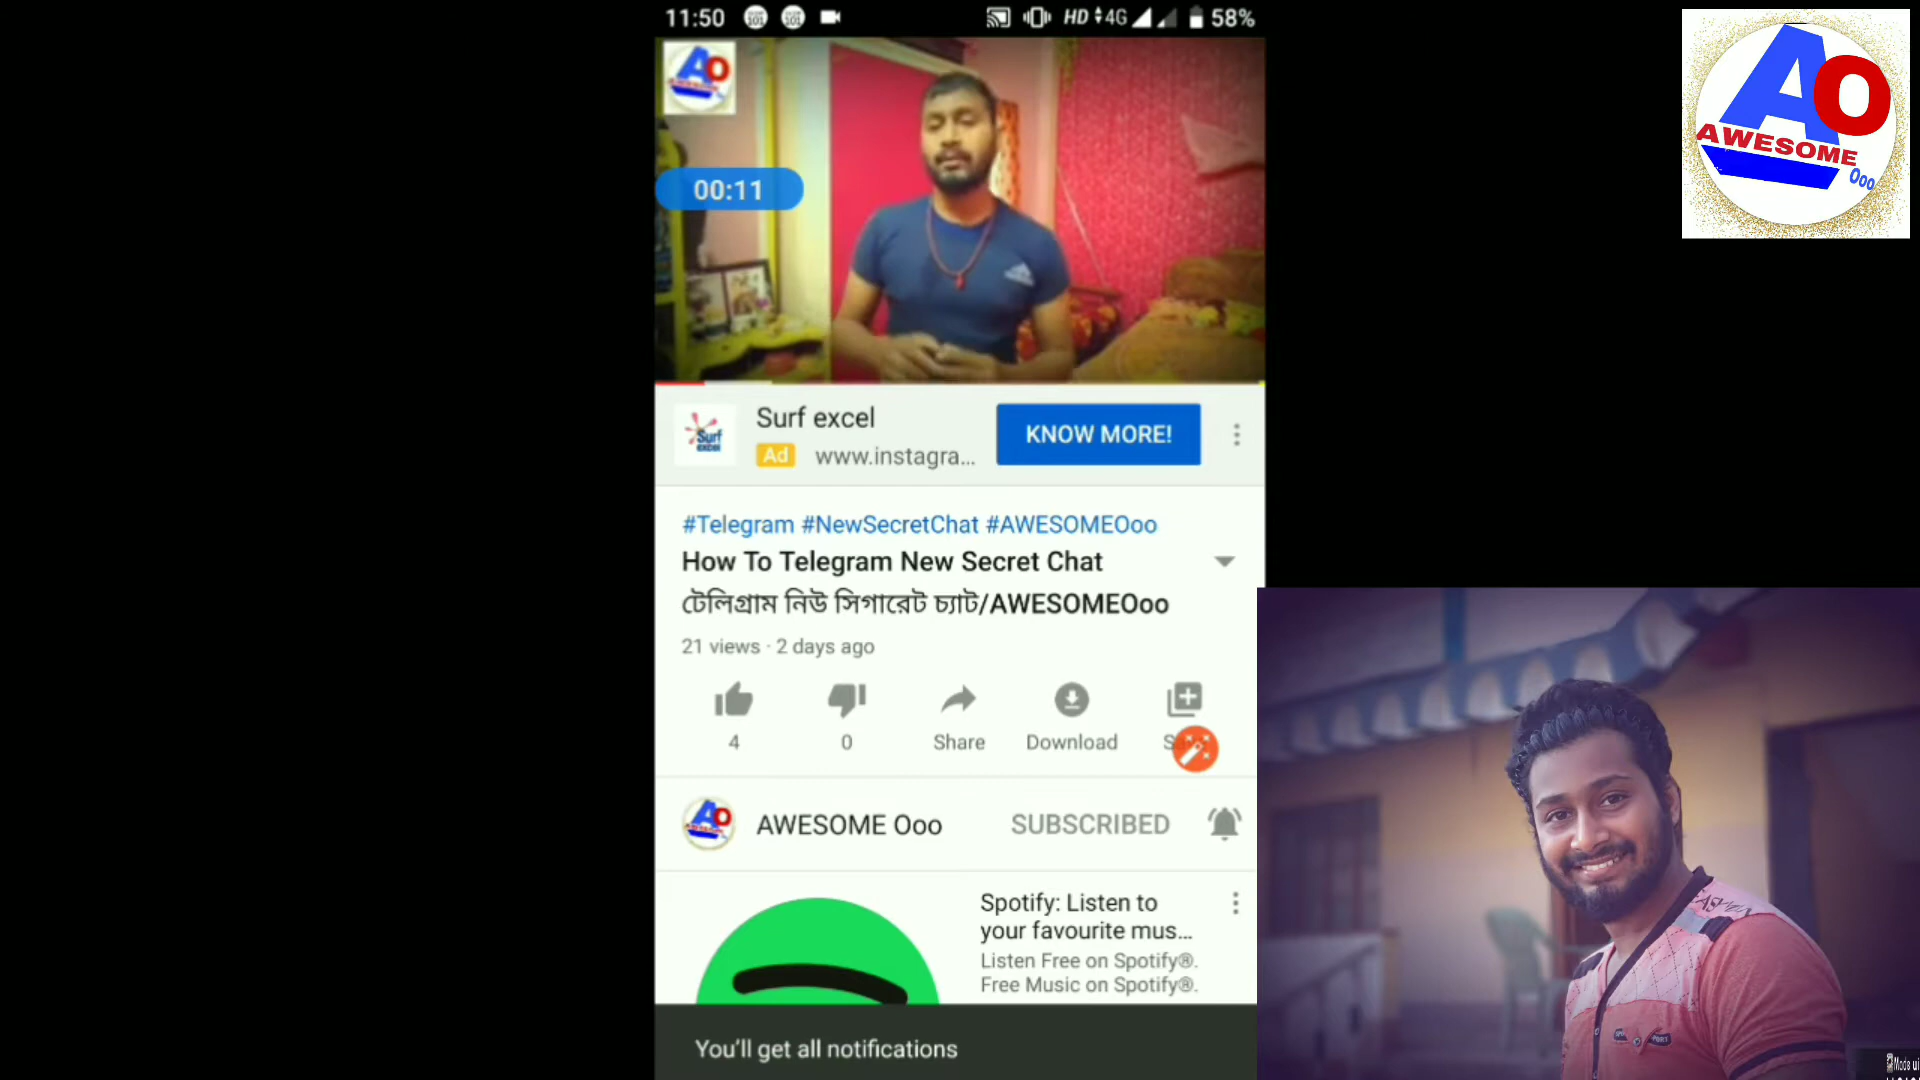 11:50
HD 4G 58%
AO
AWESOME
Ooo
00:11
Surf excel
Surf excel
KNOW MORE!
Ad www.instagra...
#Telegram #NewSecretChat #AWESOMEOoo
How To Telegram New Secret Chat
টেলিগ্রাম নিউ সিগারেট চ্যাট/AWESOMEOoo
21 views · 2 days ago
4 0 Share Download
AWESOME Ooo SUBSCRIBED
Spotify: Listen to
your favourite mus...
Listen Free on Spotify®.
Free Music on Spotify®.
You'll get all notifications